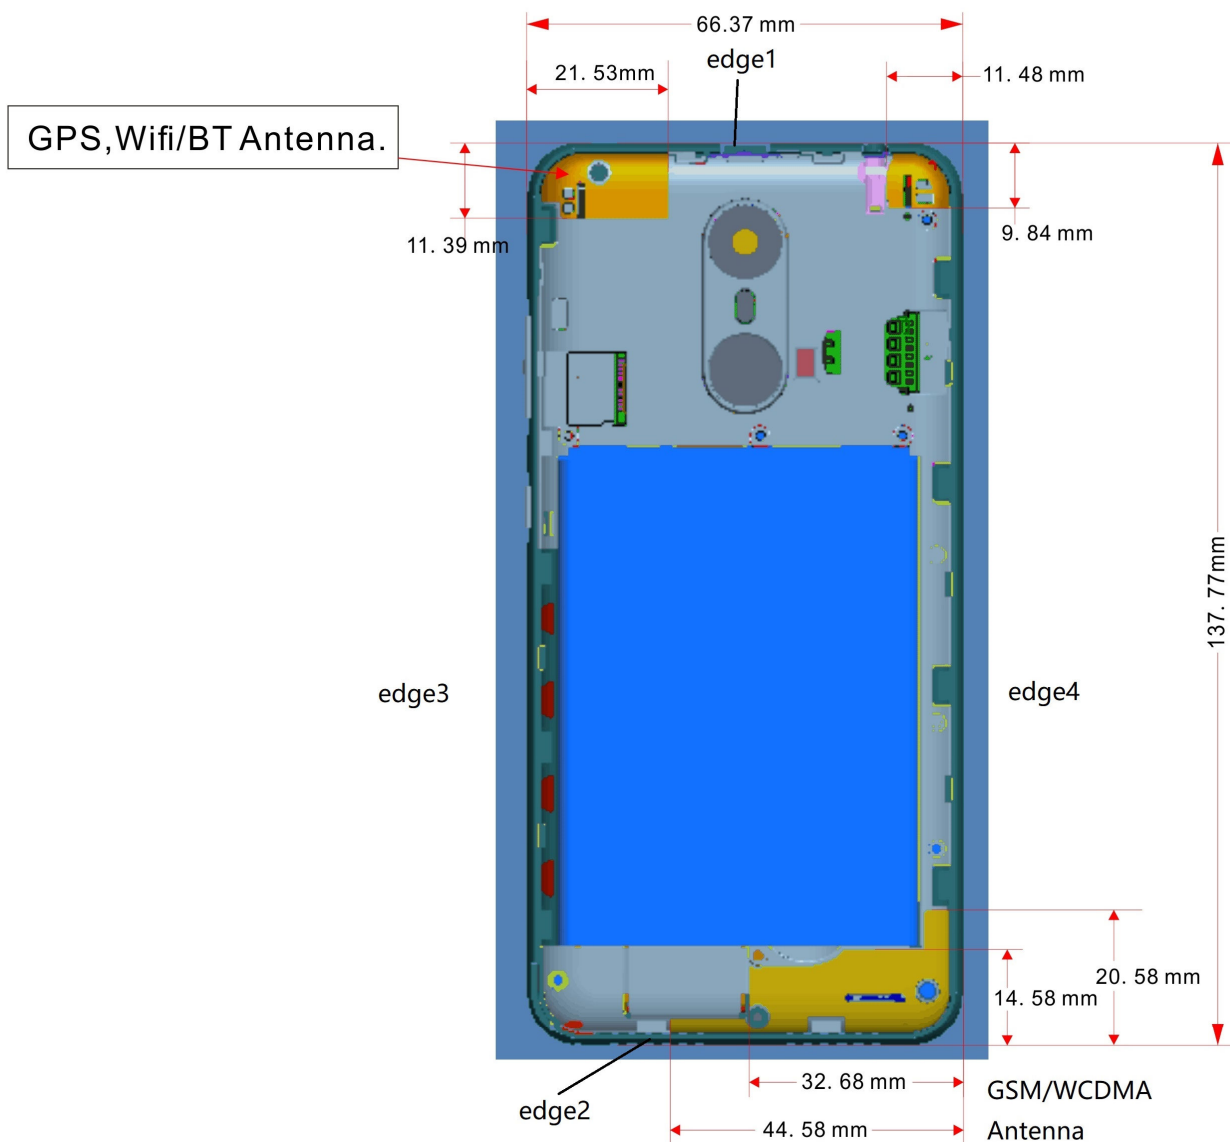 66.37 mm
edge1
21. 53mm
11. 48 mm
GPS,Wifi/BT Antenna.
11. 39 mm
9. 84 mm
137. 77mm
edge3
edge4
20. 58 mm
14. 58 mm
32. 68 mm
GSM/WCDMA
edge2
44. 58 mm
Antenna